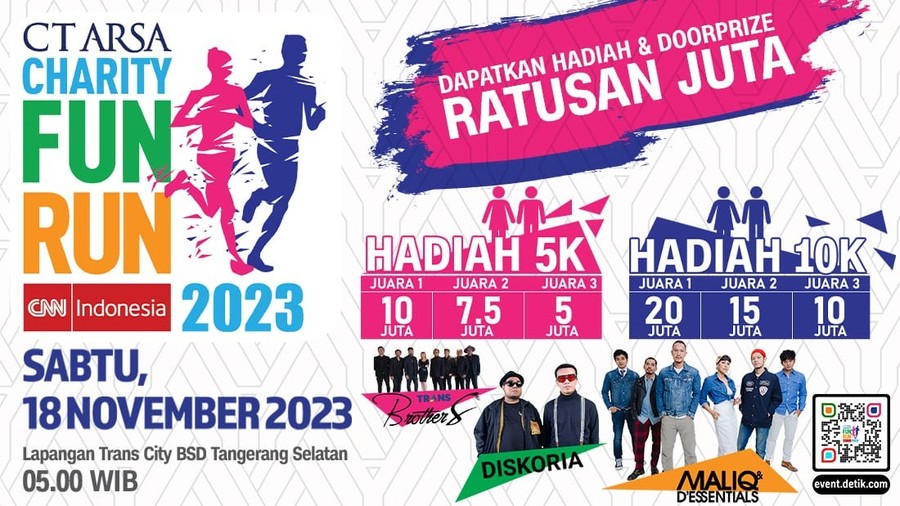 CT ARSA
CHARITY
FUN
RUN
CNN Indonesia 2023
SABTU,
18 NOVEMBER 2023
Lapangan Trans City BSD Tangerang Selatan
05.00 WIB
DAPATKAN HADIAH & DOORPRIZE
RATUSAN JUTA
HADIAH 5K
JUARA 1 JUARA 2 JUARA 3
10 7.5 5
JUTA JUTA JUTA
HADIAH 10K
JUARA 1 JUARA 2 JUARA 3
20 15 10
JUTA JUTA JUTA
TRANS
BrotherS
DISKORIA
MALIQ &
D'ESSENTIALS
event.detik.com